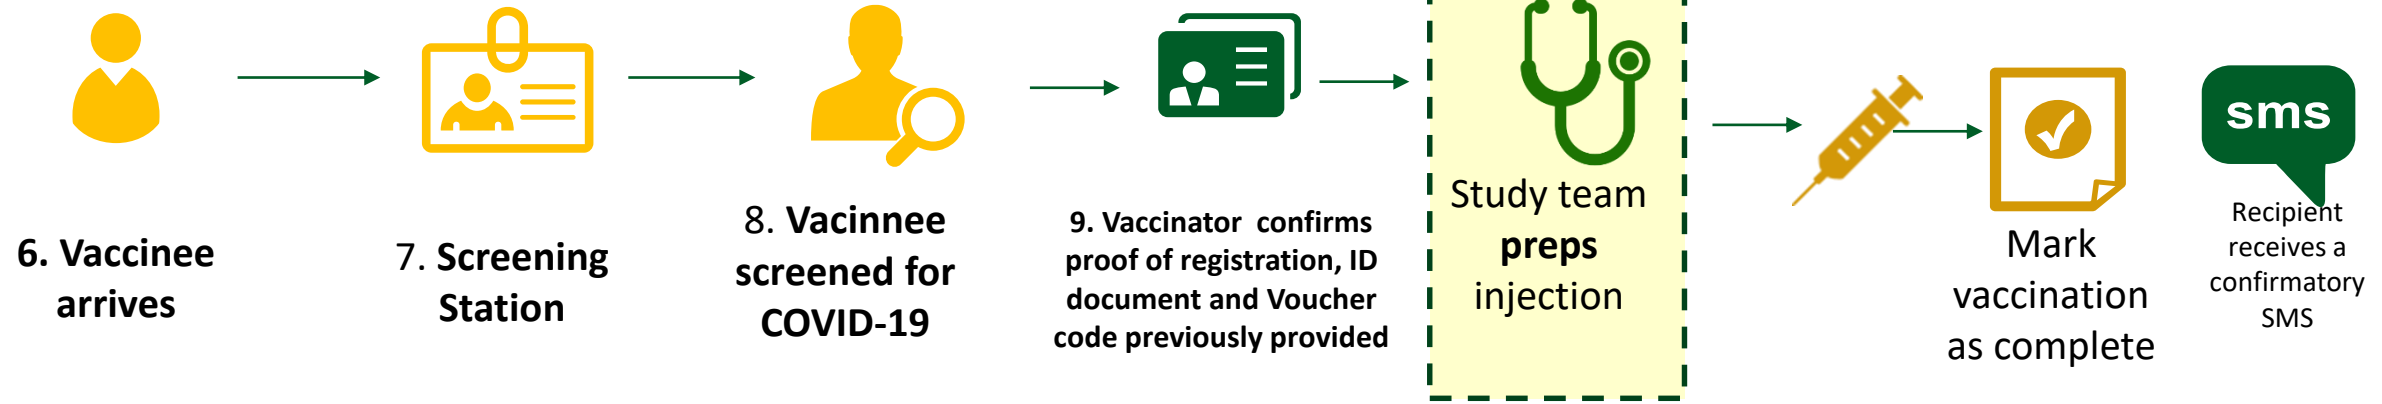 6. Vaccinee
arrives
7. Screening
Station
8. Vacinnee
screened for
COVID-19
9. Vaccinator confirms
proof of registration, ID
document and Voucher
code previously provided
Study team
preps
injection
Mark
vaccination
as complete
sms
Recipient
receives a
confirmatory
SMS